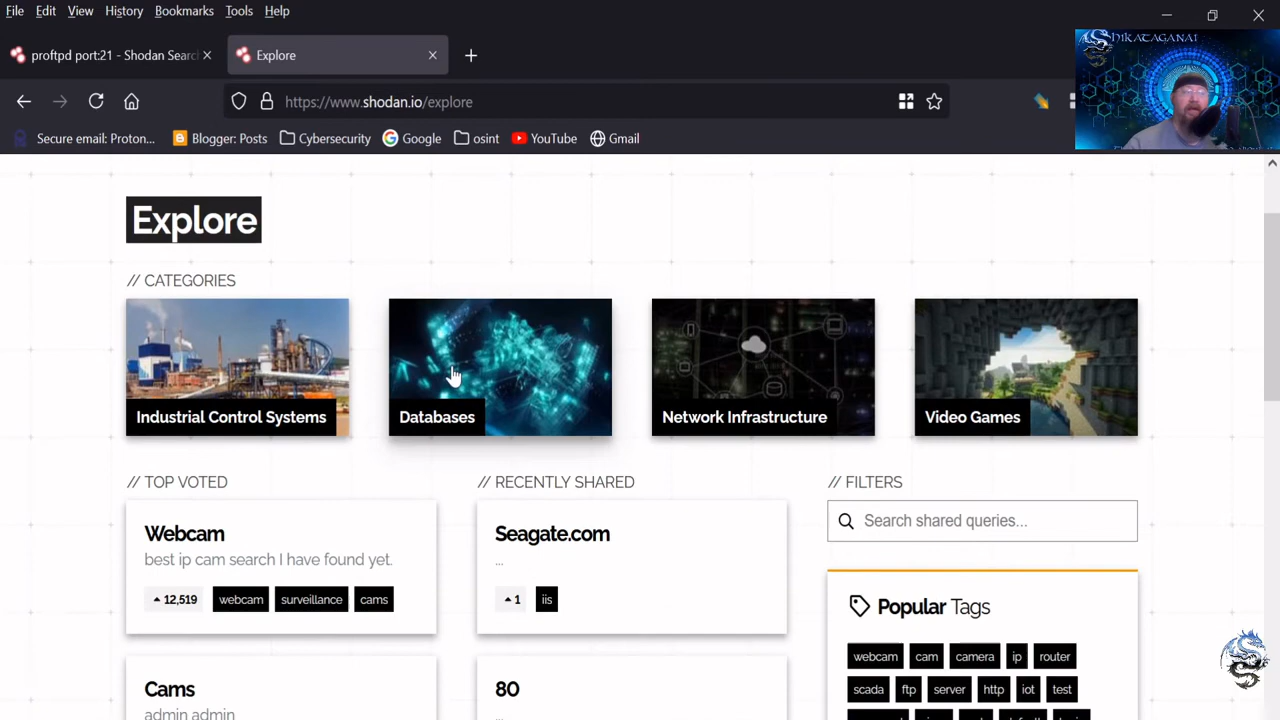 File Edit View History Bookmarks Tools Help
proftpd port:21 - Shodan Searc
Explore
https://www.shodan.io/explore
Secure email: Proton... Blogger: Posts Cybersecurity Google osint YouTube Gmail
SHIKATAGANAI
Explore
// CATEGORIES
Industrial Control Systems
Databases
Network Infrastructure
Video Games
// TOP VOTED
Webcam
best ip cam search I have found yet.
12,519 webcam surveillance cams
Cams
admin admin
// RECENTLY SHARED
Seagate.com
...
1 iis
80
...
// FILTERS
Search shared queries...
Popular Tags
webcam cam camera ip router
scada ftp server http iot test